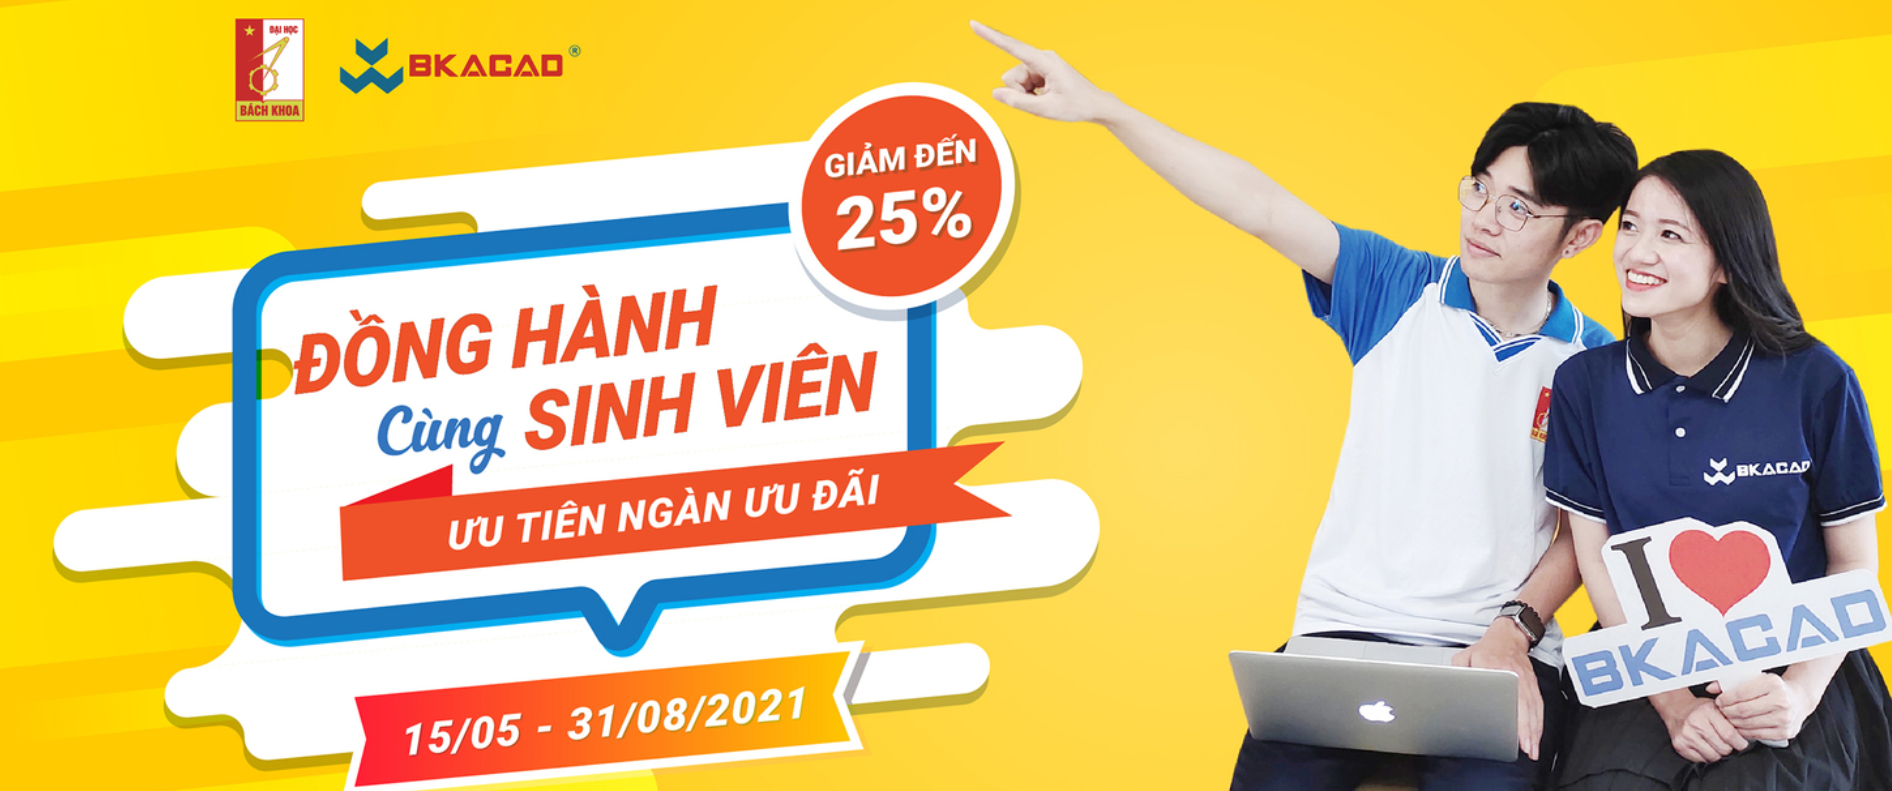 ĐẠI HỌC
BÁCH KHOA
BKACAD®
GIẢM ĐẾN
25%
ĐỒNG HÀNH
Cùng SINH VIÊN
ƯU TIÊN NGÀN ƯU ĐÃI
15/05 - 31/08/2021
BKACAD
I
BKACAD